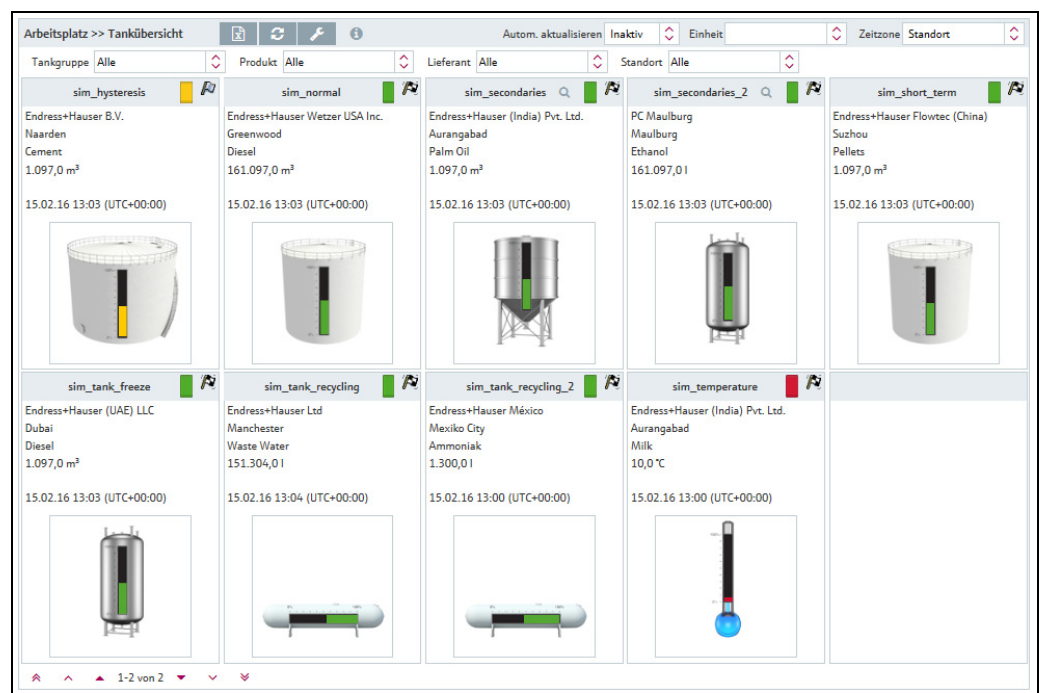 Arbeitsplatz >> Tankübersicht Autom. aktualisieren Inaktiv Einheit Zeitzone Standort
Tankgruppe Alle Produkt Alle Lieferant Alle Standort Alle
sim_hysteresis
Endress+Hauser B.V.
Naarden
Cement
1.097,0 m³
15.02.16 13:03 (UTC+00:00)
sim_normal
Endress+Hauser Wetzer USA Inc.
Greenwood
Diesel
161.097,0 m³
15.02.16 13:03 (UTC+00:00)
sim_secondaries
Endress+Hauser (India) Pvt. Ltd.
Aurangabad
Palm Oil
1.097,0 m³
15.02.16 13:03 (UTC+00:00)
sim_secondaries_2
PC Maulburg
Maulburg
Ethanol
161.097,0 l
15.02.16 13:03 (UTC+00:00)
sim_short_term
Endress+Hauser Flowtec (China)
Suzhou
Pellets
1.097,0 m³
15.02.16 13:03 (UTC+00:00)
sim_tank_freeze
Endress+Hauser (UAE) LLC
Dubai
Diesel
1.097,0 m³
15.02.16 13:03 (UTC+00:00)
sim_tank_recycling
Endress+Hauser Ltd
Manchester
Waste Water
151.304,0 l
15.02.16 13:04 (UTC+00:00)
sim_tank_recycling_2
Endress+Hauser México
Mexiko City
Ammoniak
1.300,0 l
15.02.16 13:00 (UTC+00:00)
sim_temperature
Endress+Hauser (India) Pvt. Ltd.
Aurangabad
Milk
10,0 °C
15.02.16 13:00 (UTC+00:00)
1-2 von 2